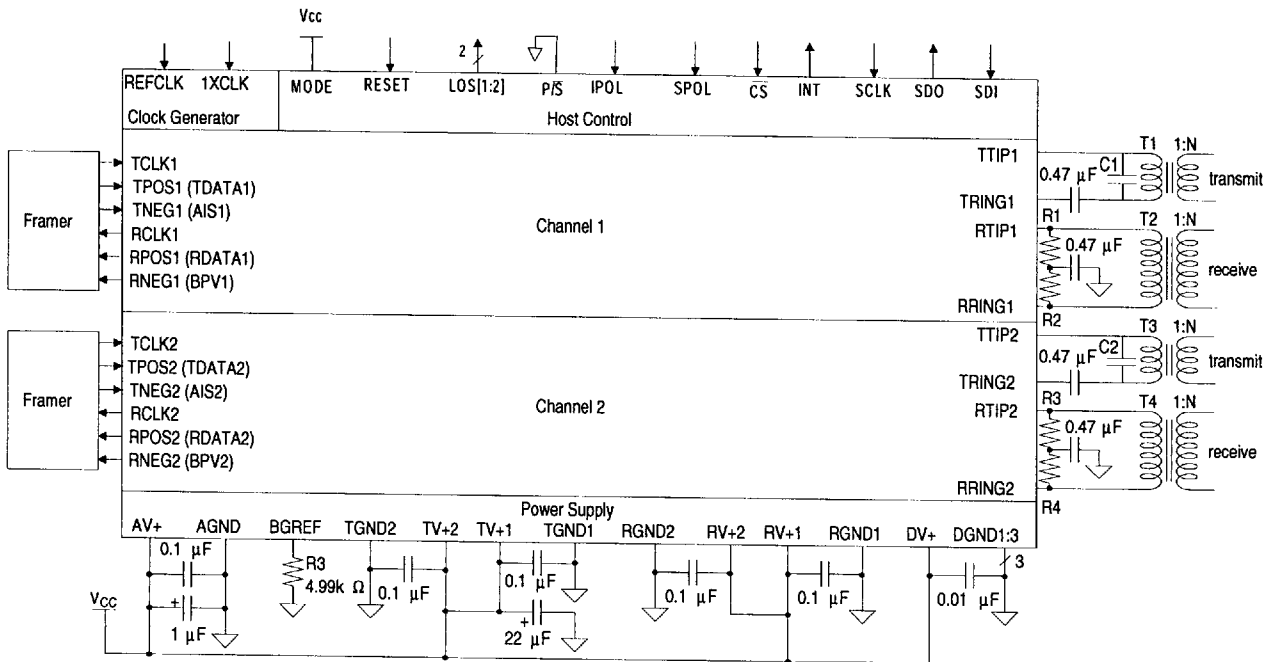 Vcc
2
REFCLK 1XCLK
MODE RESET LOS[1:2] P/S IPOL SPOL CS INT SCLK SDO SDI
Clock Generator
Host Control
Framer
TCLK1
TPOS1 (TDATA1)
TNEG1 (AIS1)
RCLK1
RPOS1 (RDATA1)
RNEG1 (BPV1)
Channel 1
TTIP1
TRING1
RTIP1
RRING1
0.47 µF
C1
T1 1:N
transmit
R1
0.47 µF
T2 1:N
receive
R2
Framer
TCLK2
TPOS2 (TDATA2)
TNEG2 (AIS2)
RCLK2
RPOS2 (RDATA2)
RNEG2 (BPV2)
Channel 2
TTIP2
TRING2
RTIP2
RRING2
0.47 µF
C2
T3 1:N
transmit
R3
0.47 µF
T4 1:N
receive
R4
Power Supply
AV+ AGND BGREF TGND2 TV+2 TV+1 TGND1 RGND2 RV+2 RV+1 RGND1 DV+ DGND1:3
0.1 µF
R3
4.99k Ω
0.1 µF
0.1 µF
0.1 µF
0.1 µF
0.01 µF
3
VCC
+
1 µF
+
22 µF